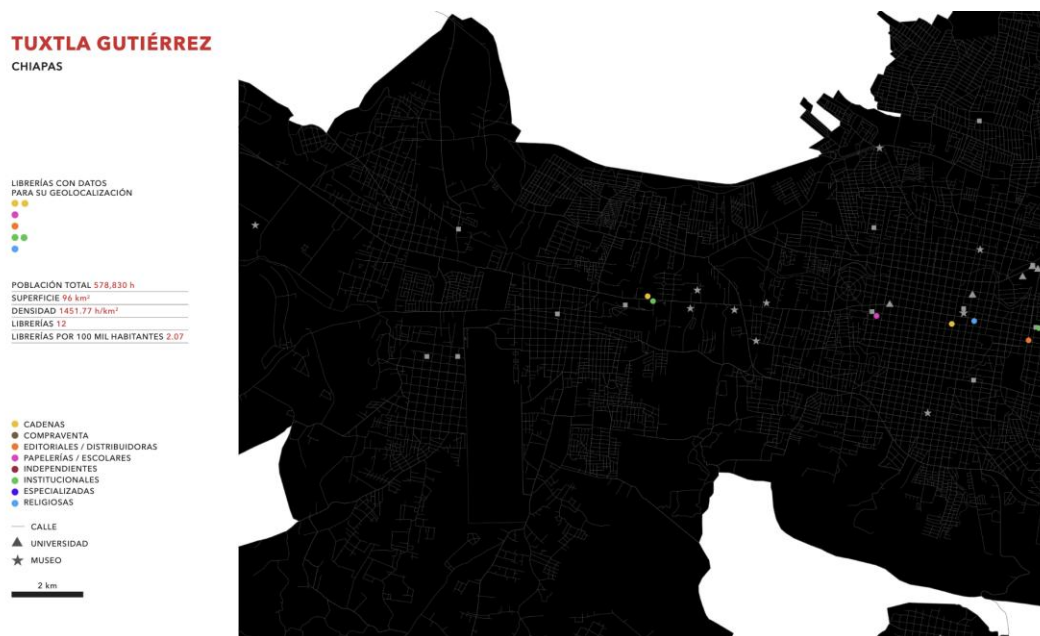 TUXTLA GUTIÉRREZ
CHIAPAS
LIBRERÍAS CON DATOS
PARA SU GEOLOCALIZACIÓN
POBLACIÓN TOTAL 578,830 h
SUPERFICIE 96 km²
DENSIDAD 1451.77 h/km²
LIBRERÍAS 12
LIBRERÍAS POR 100 MIL HABITANTES 2.07
CADENAS
COMPRAVENTA
EDITORIALES / DISTRIBUIDORAS
PAPELERÍAS / ESCOLARES
INDEPENDIENTES
INSTITUCIONALES
ESPECIALIZADAS
RELIGIOSAS
CALLE
UNIVERSIDAD
MUSEO
2 km